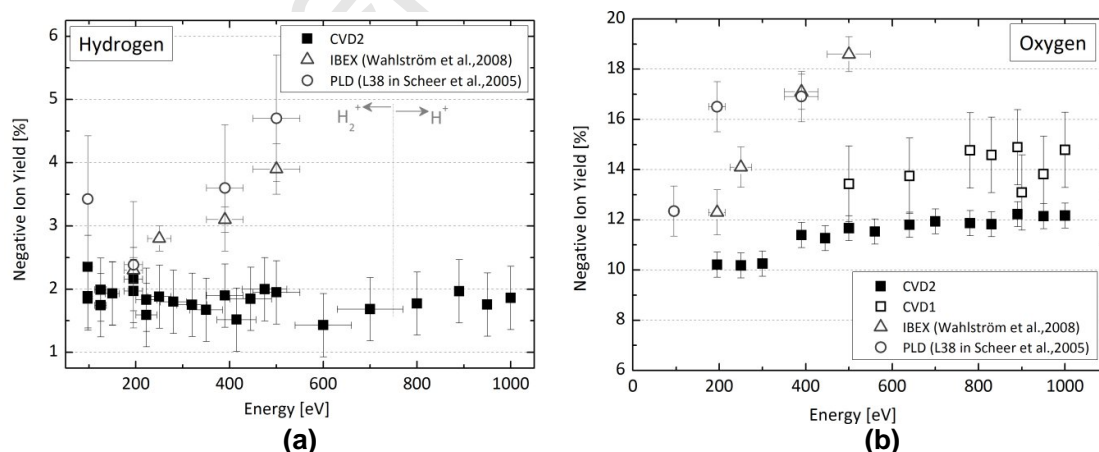 Hydrogen
CVD2
IBEX (Wahlström et al.,2008)
PLD (L38 in Scheer et al.,2005)
H2+ H+
Negative Ion Yield [%]
6
5
4
3
2
1
200 400 600 800 1000
Energy [eV]
(a)
Oxygen
Negative Ion Yield [%]
20
18
16
14
12
10
8
6
CVD2
CVD1
IBEX (Wahlström et al.,2008)
PLD (L38 in Scheer et al.,2005)
0 200 400 600 800 1000
Energy [eV]
(b)